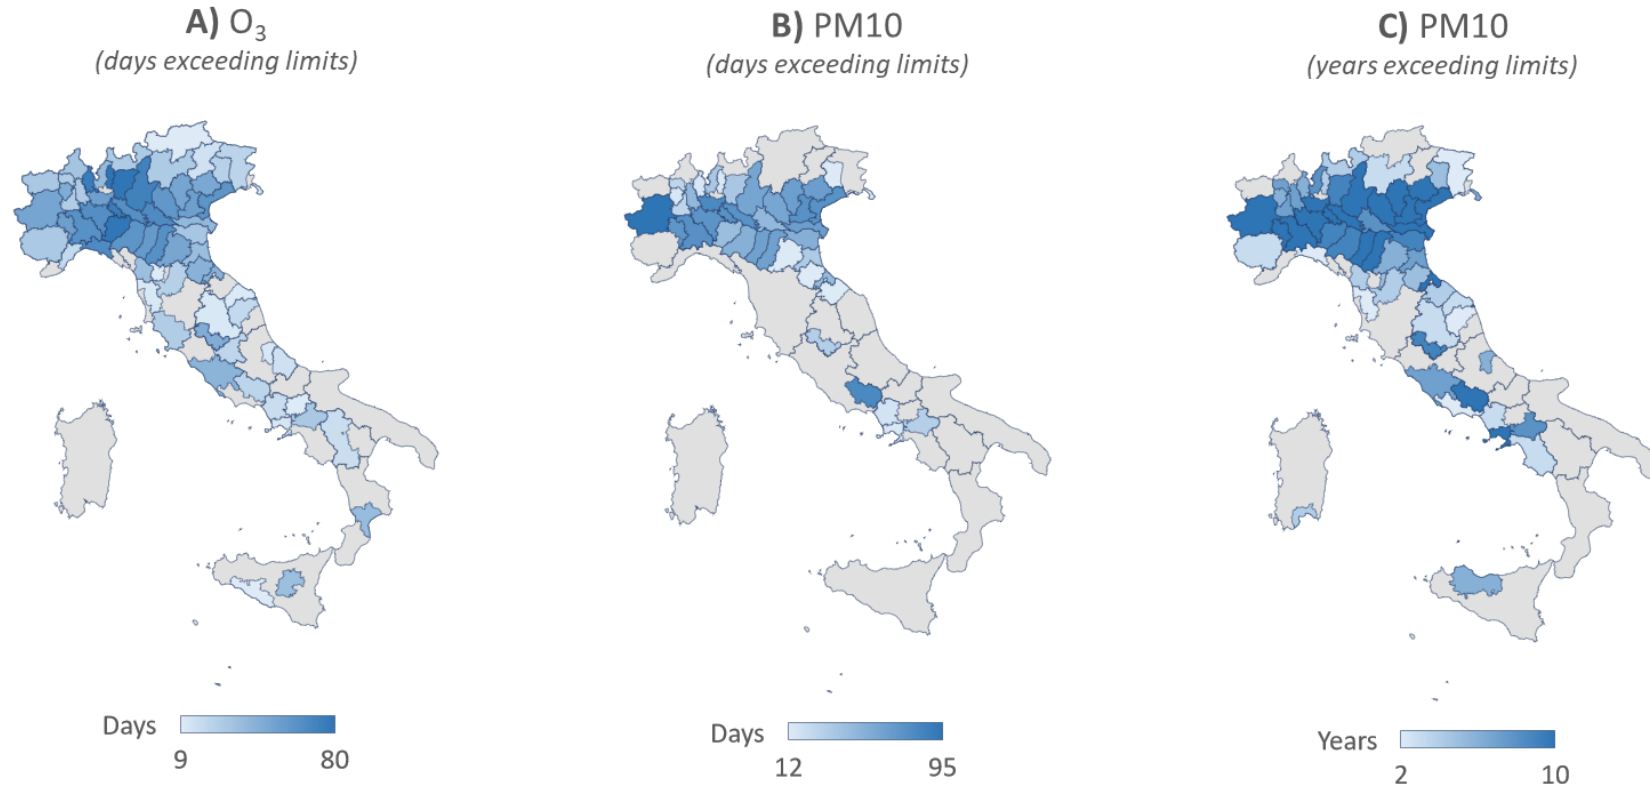 A) O₃
(days exceeding limits)
B) PM10
(days exceeding limits)
C) PM10
(years exceeding limits)
Days
9
80
Days
12
95
Years
2
10